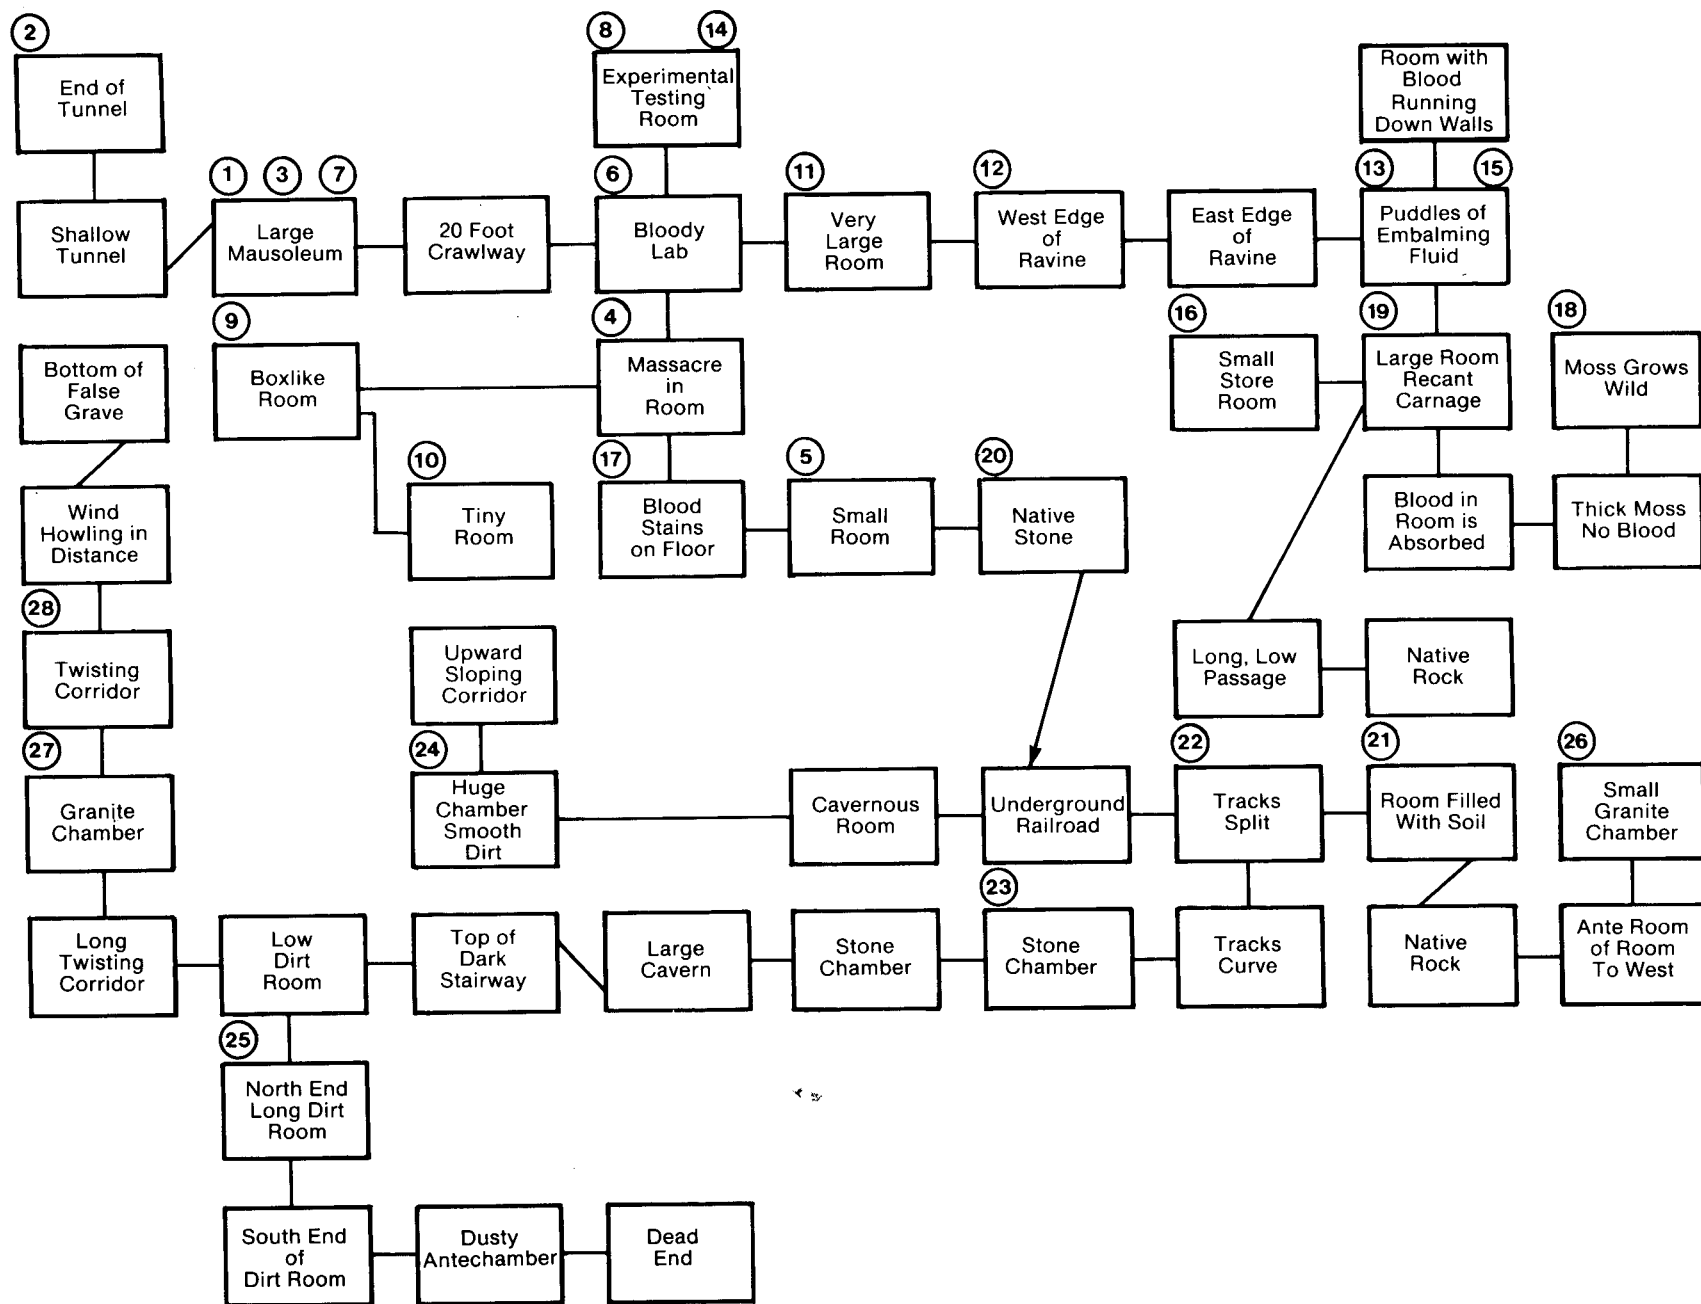 2
End of
Tunnel
8
14
Experimental
Testing
Room
Room with
Blood
Running
Down Walls
Shallow
Tunnel
1
3
7
Large
Mausoleum
20 Foot
Crawlway
6
Bloody
Lab
11
Very
Large
Room
12
West Edge
of
Ravine
East Edge
of
Ravine
13
15
Puddles of
Embalming
Fluid
Bottom of
False
Grave
9
Boxlike
Room
4
Massacre
in
Room
16
Small
Store
Room
19
Large Room
Recant
Carnage
18
Moss Grows
Wild
Wind
Howling in
Distance
10
Tiny
Room
17
Blood
Stains
on Floor
5
Small
Room
20
Native
Stone
Blood in
Room is
Absorbed
Thick Moss
No Blood
28
Twisting
Corridor
Upward
Sloping
Corridor
Long, Low
Passage
Native
Rock
27
Granite
Chamber
24
Huge
Chamber
Smooth
Dirt
Cavernous
Room
Underground
Railroad
22
Tracks
Split
21
Room Filled
With Soil
26
Small
Granite
Chamber
Long
Twisting
Corridor
Low
Dirt
Room
Top of
Dark
Stairway
Large
Cavern
Stone
Chamber
23
Stone
Chamber
Tracks
Curve
Native
Rock
Ante Room
of Room
To West
25
North End
Long Dirt
Room
South End
of
Dirt Room
Dusty
Antechamber
Dead
End